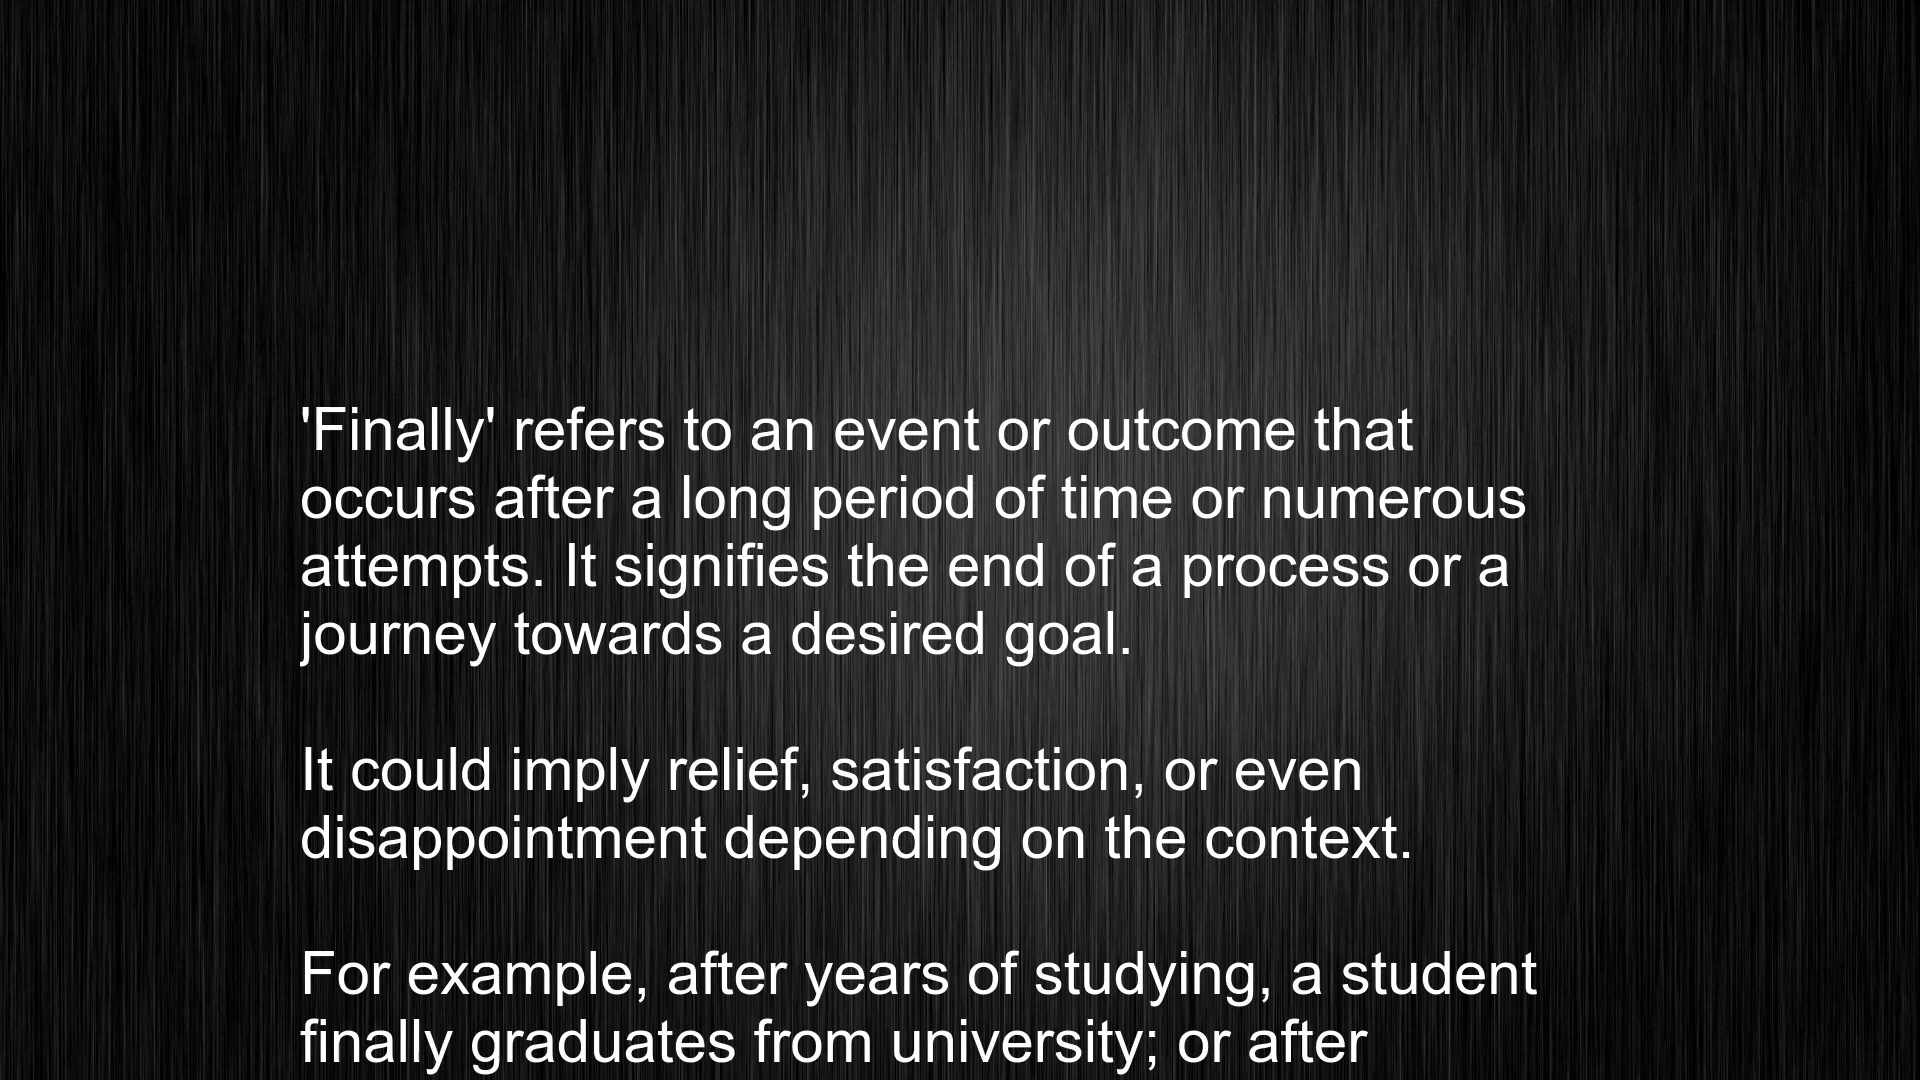 'Finally' refers to an event or outcome that
occurs after a long period of time or numerous
attempts. It signifies the end of a process or a
journey towards a desired goal.
It could imply relief, satisfaction, or even
disappointment depending on the context.
For example, after years of studying, a student
finally graduates from university; or after